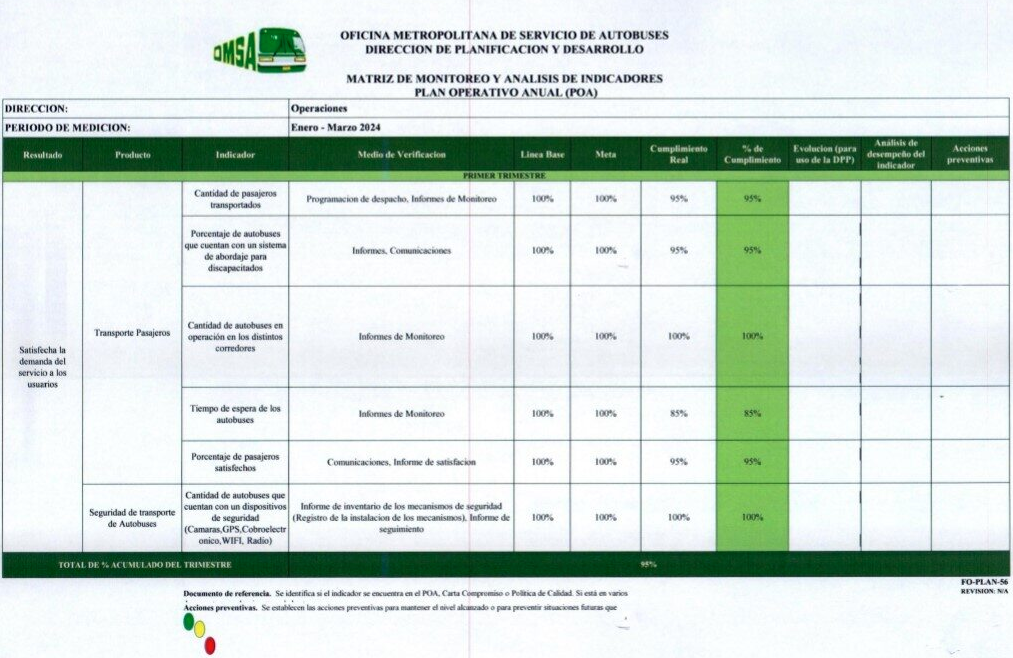 OMSA
OFICINA METROPOLITANA DE SERVICIO DE AUTOBUSES
DIRECCION DE PLANIFICACION Y DESARROLLO
MATRIZ DE MONITOREO Y ANALISIS DE INDICADORES
PLAN OPERATIVO ANUAL (POA)
DIRECCION: Operaciones
PERIODO DE MEDICION: Enero - Marzo 2024
Resultado Producto Indicador Medio de Verificacion Linea Base Meta Cumplimiento Real % de Cumplimiento Evolucion (para uso de la DPP) Análisis de desempeño del indicador Acciones preventivas
PRIMER TRIMESTRE
Satisfecha la
demanda del
servicio a los
usuarios
Transporte Pasajeros
Cantidad de pasajeros
transportados
Programacion de despacho, Informes de Monitoreo 100% 100% 95% 95%
Porcentaje de autobuses
que cuentan con un sistema
de abordaje para
discapacitados
Informes, Comunicaciones 100% 100% 95% 95%
Cantidad de autobuses en
operación en los distintos
corredores
Informes de Monitoreo 100% 100% 100% 100%
Tiempo de espera de los
autobuses
Informes de Monitoreo 100% 100% 85% 85%
Porcentaje de pasajeros
satisfechos
Comunicaciones, Informe de satisfacion 100% 100% 95% 95%
Seguridad de transporte
de Autobuses
Cantidad de autobuses que
cuentan con un dispositivos
de seguridad
(Camaras,GPS,Cobroelectr
onico,WIFI, Radio)
Informe de inventario de los mecanismos de seguridad
(Registro de la instalacion de los mecanismos), Informe de
seguimiento
100% 100% 100% 100%
TOTAL DE % ACUMULADO DEL TRIMESTRE 95%
FO-PLAN-56
REVISION: N/A
Documento de referencia. Se identifica si el indicador se encuentra en el POA, Carta Compromiso o Política de Calidad. Si está en varios
Acciones preventivas. Se establecen las acciones preventivas para mantener el nivel alcanzado o para preventir situaciones futuras que